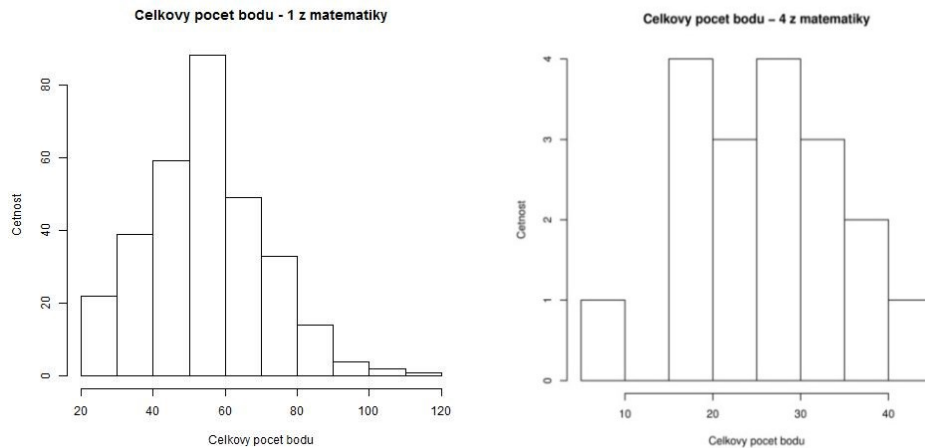 Celkovy pocet bodu - 1 z matematiky
Cetnost
80
60
40
20
0
20 40 60 80 100 120
Celkovy pocet bodu
Celkovy pocet bodu – 4 z matematiky
Cetnost
4
3
2
1
0
10 20 30 40
Celkovy pocet bodu